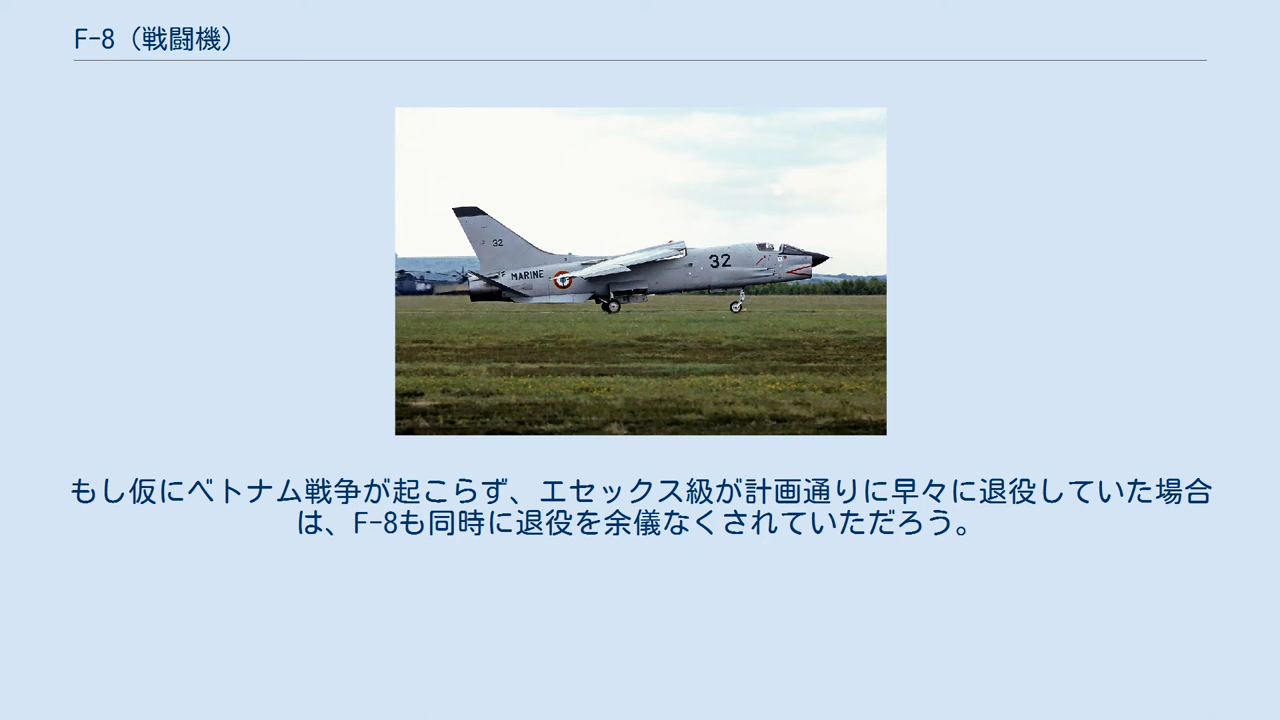 F-8（戦闘機）
32
MARINE
32
もし仮にベトナム戦争が起こらず、エセックス級が計画通りに早々に退役していた場合
は、F-8も同時に退役を余儀なくされていただろう。